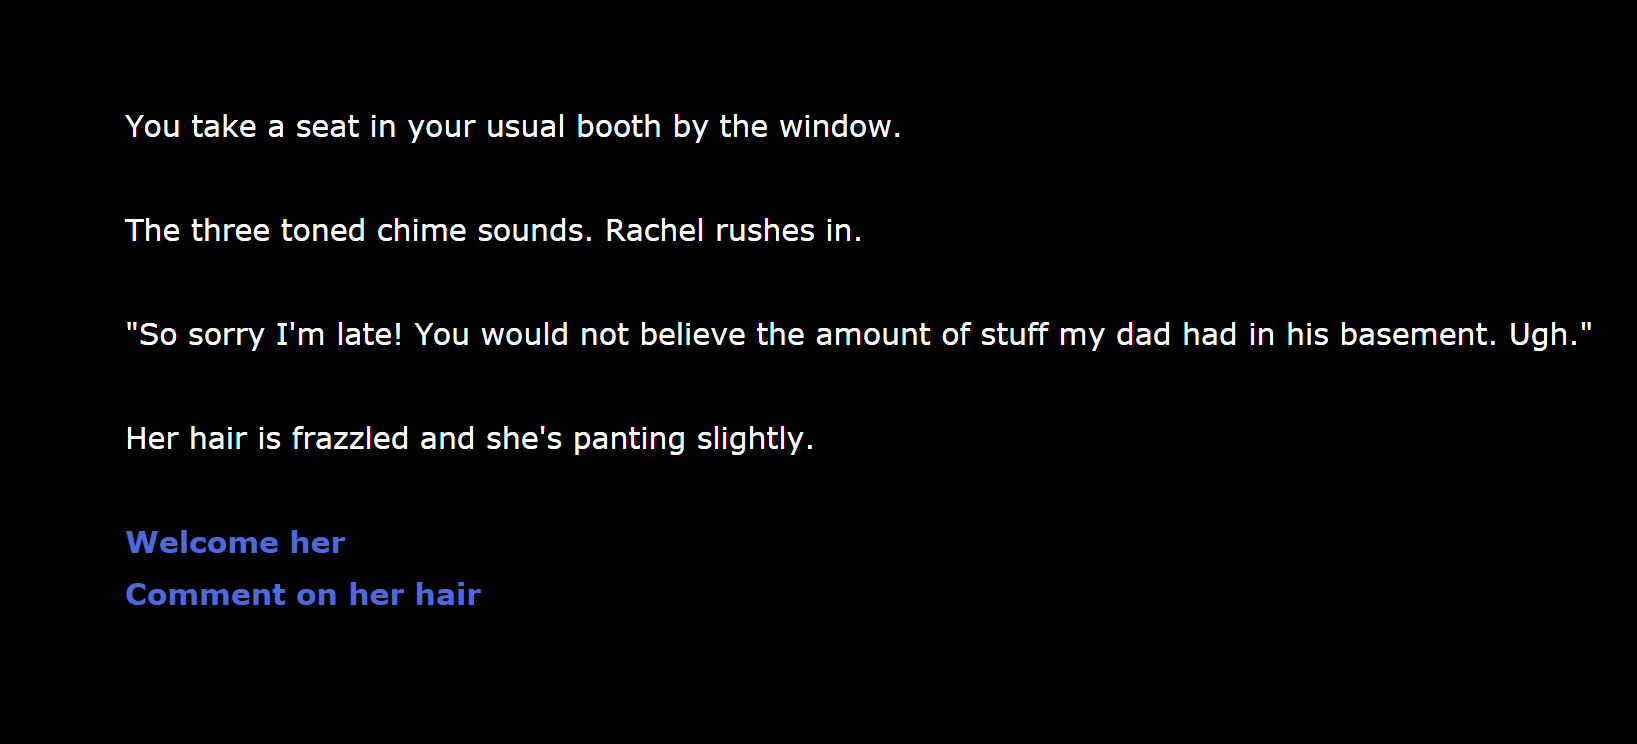 You take a seat in your usual booth by the window.
The three toned chime sounds. Rachel rushes in.
"So sorry I'm late! You would not believe the amount of stuff my dad had in his basement. Ugh."
Her hair is frazzled and she's panting slightly.
Welcome her
Comment on her hair